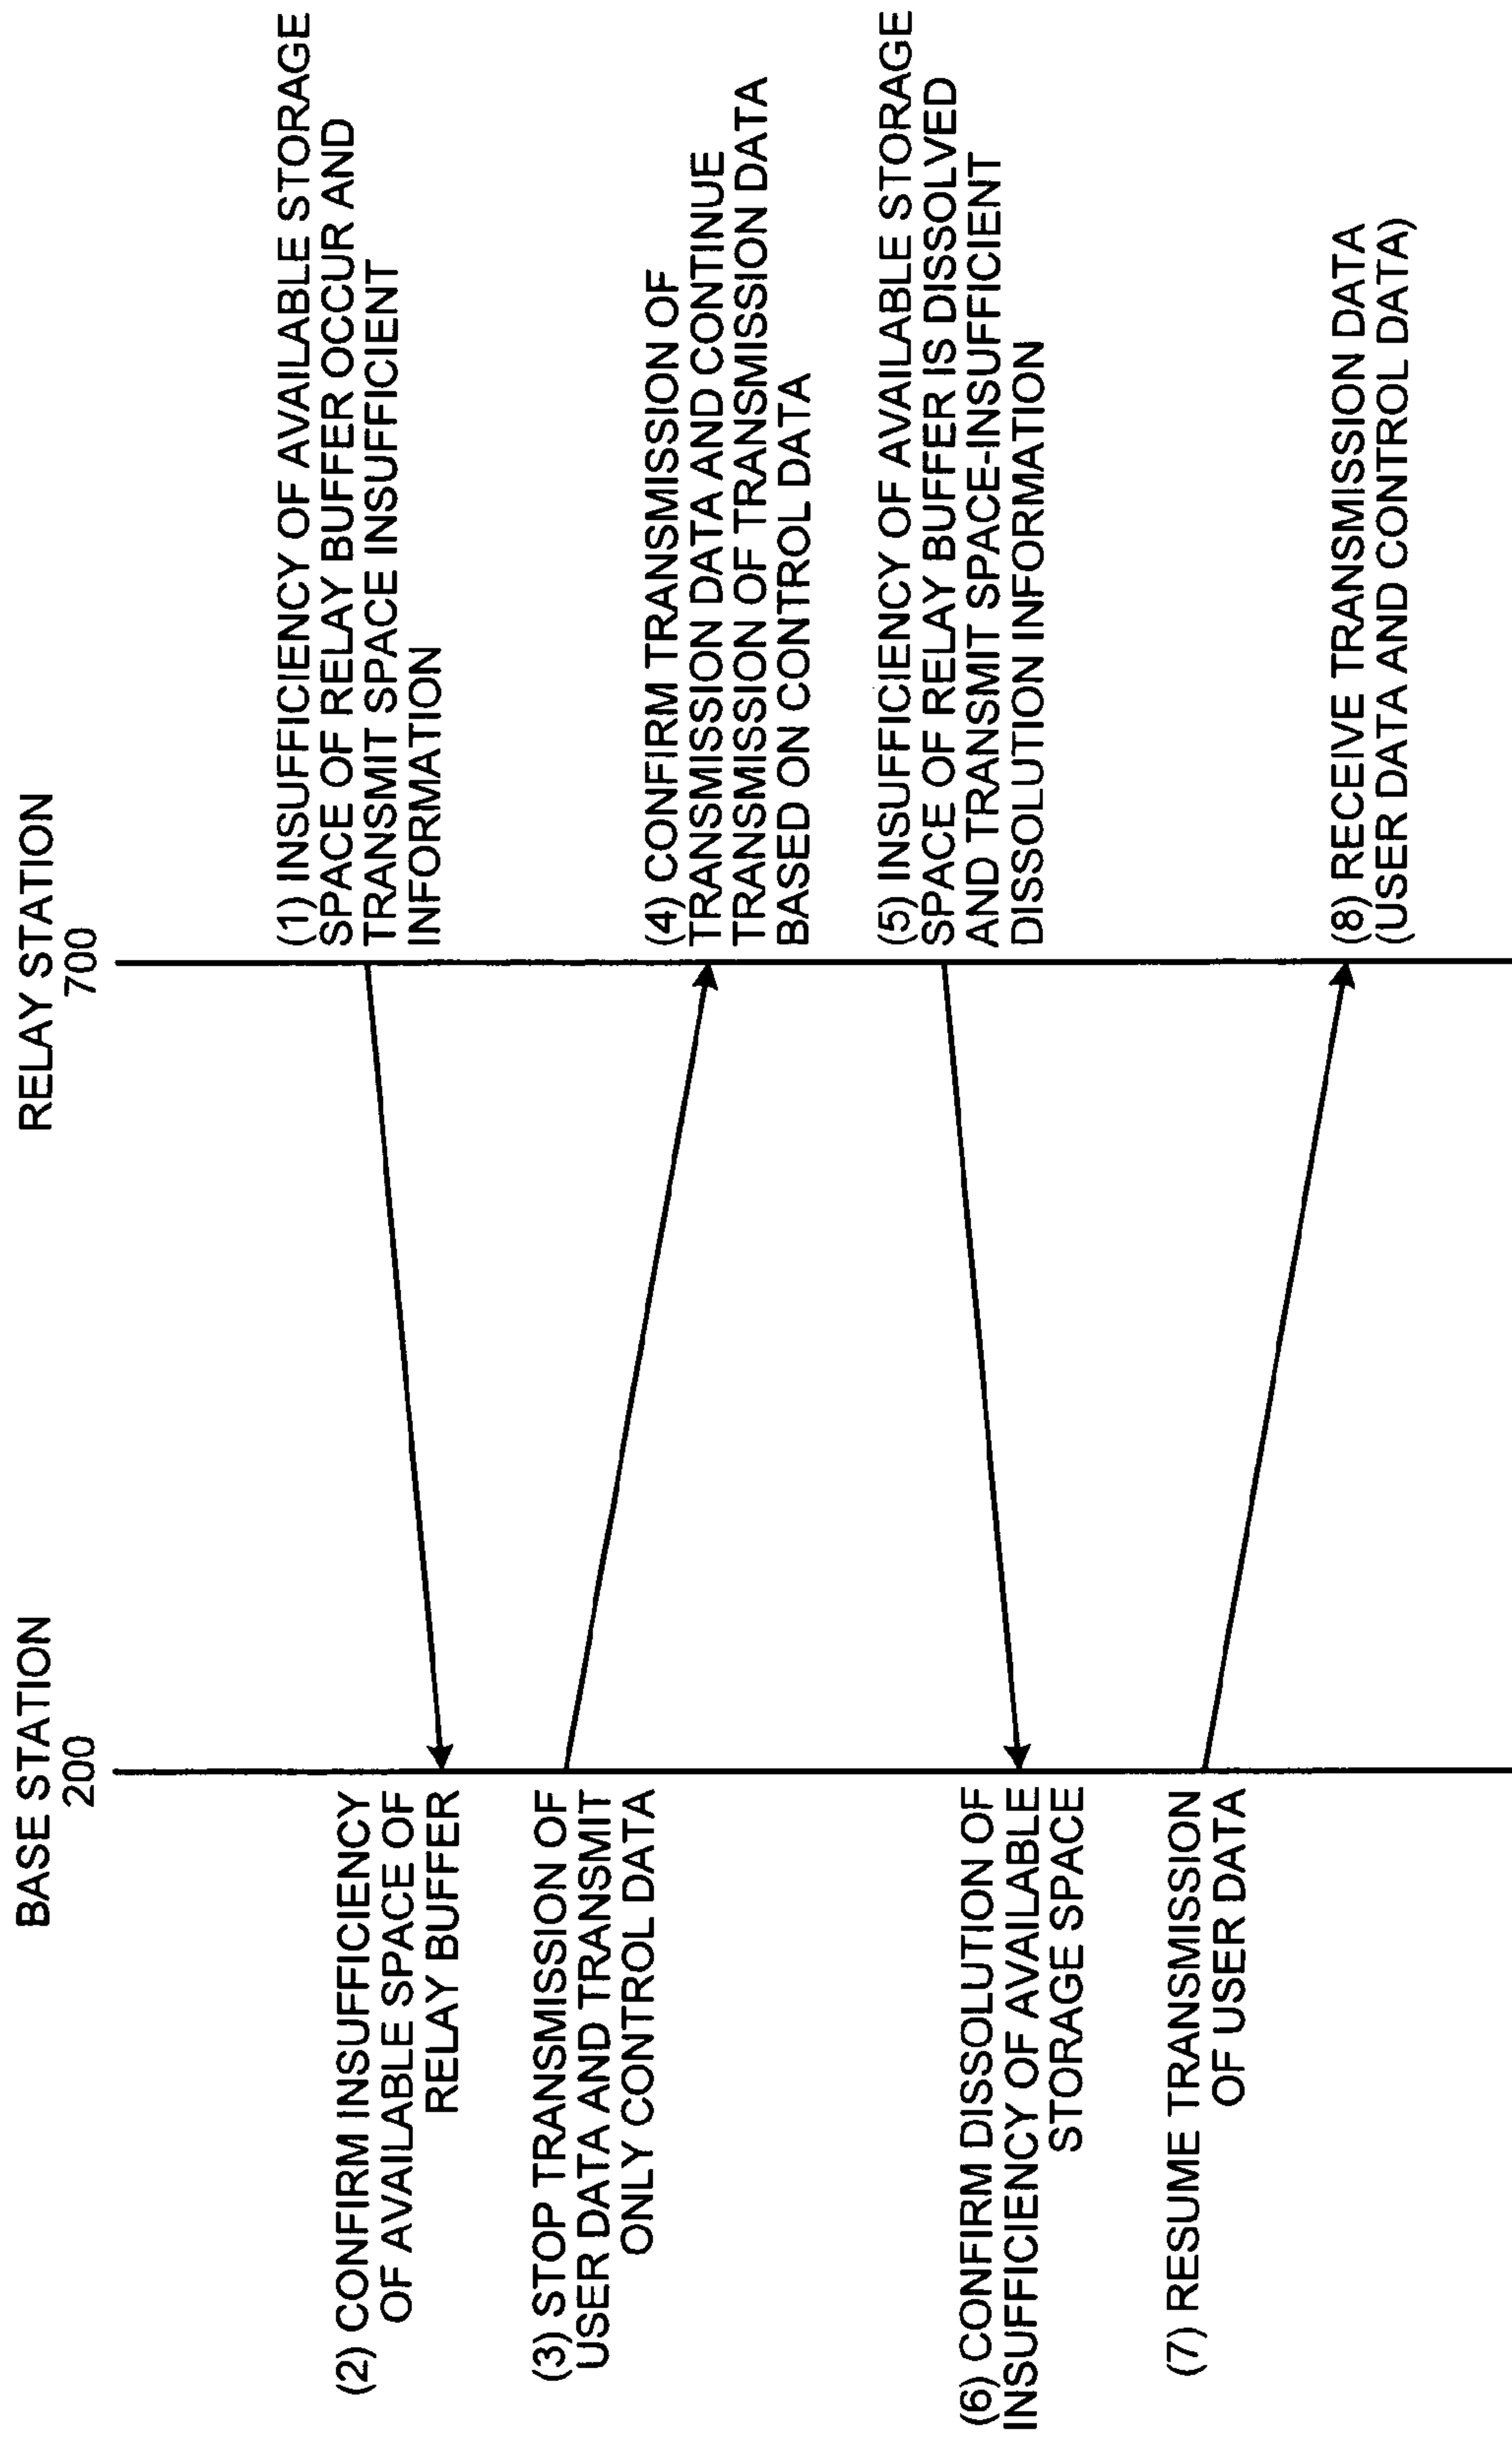 BASE STATION
200
RELAY STATION
700
(1) INSUFFICIENCY OF AVAILABLE STORAGE
SPACE OF RELAY BUFFER OCCUR AND
TRANSMIT SPACE INSUFFICIENT
INFORMATION
(2) CONFIRM INSUFFICIENCY
OF AVAILABLE SPACE OF
RELAY BUFFER
(3) STOP TRANSMISSION OF
USER DATA AND TRANSMIT
ONLY CONTROL DATA
(4) CONFIRM TRANSMISSION OF
TRANSMISSION DATA AND CONTINUE
TRANSMISSION OF TRANSMISSION DATA
BASED ON CONTROL DATA
(5) INSUFFICIENCY OF AVAILABLE STORAGE
SPACE OF RELAY BUFFER IS DISSOLVED
AND TRANSMIT SPACE-INSUFFICIENT
DISSOLUTION INFORMATION
(6) CONFIRM DISSOLUTION OF
INSUFFICIENCY OF AVAILABLE
STORAGE SPACE
(7) RESUME TRANSMISSION
OF USER DATA
(8) RECEIVE TRANSMISSION DATA
(USER DATA AND CONTROL DATA)